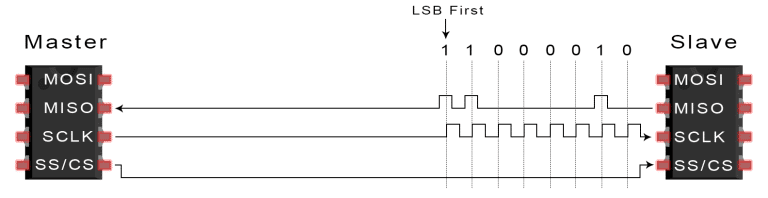 LSB First
Master
1 1 0 0 0 0 1 0
Slave
MOSI
MOSI
MISO
MISO
SCLK
SCLK
SS/CS
SS/CS